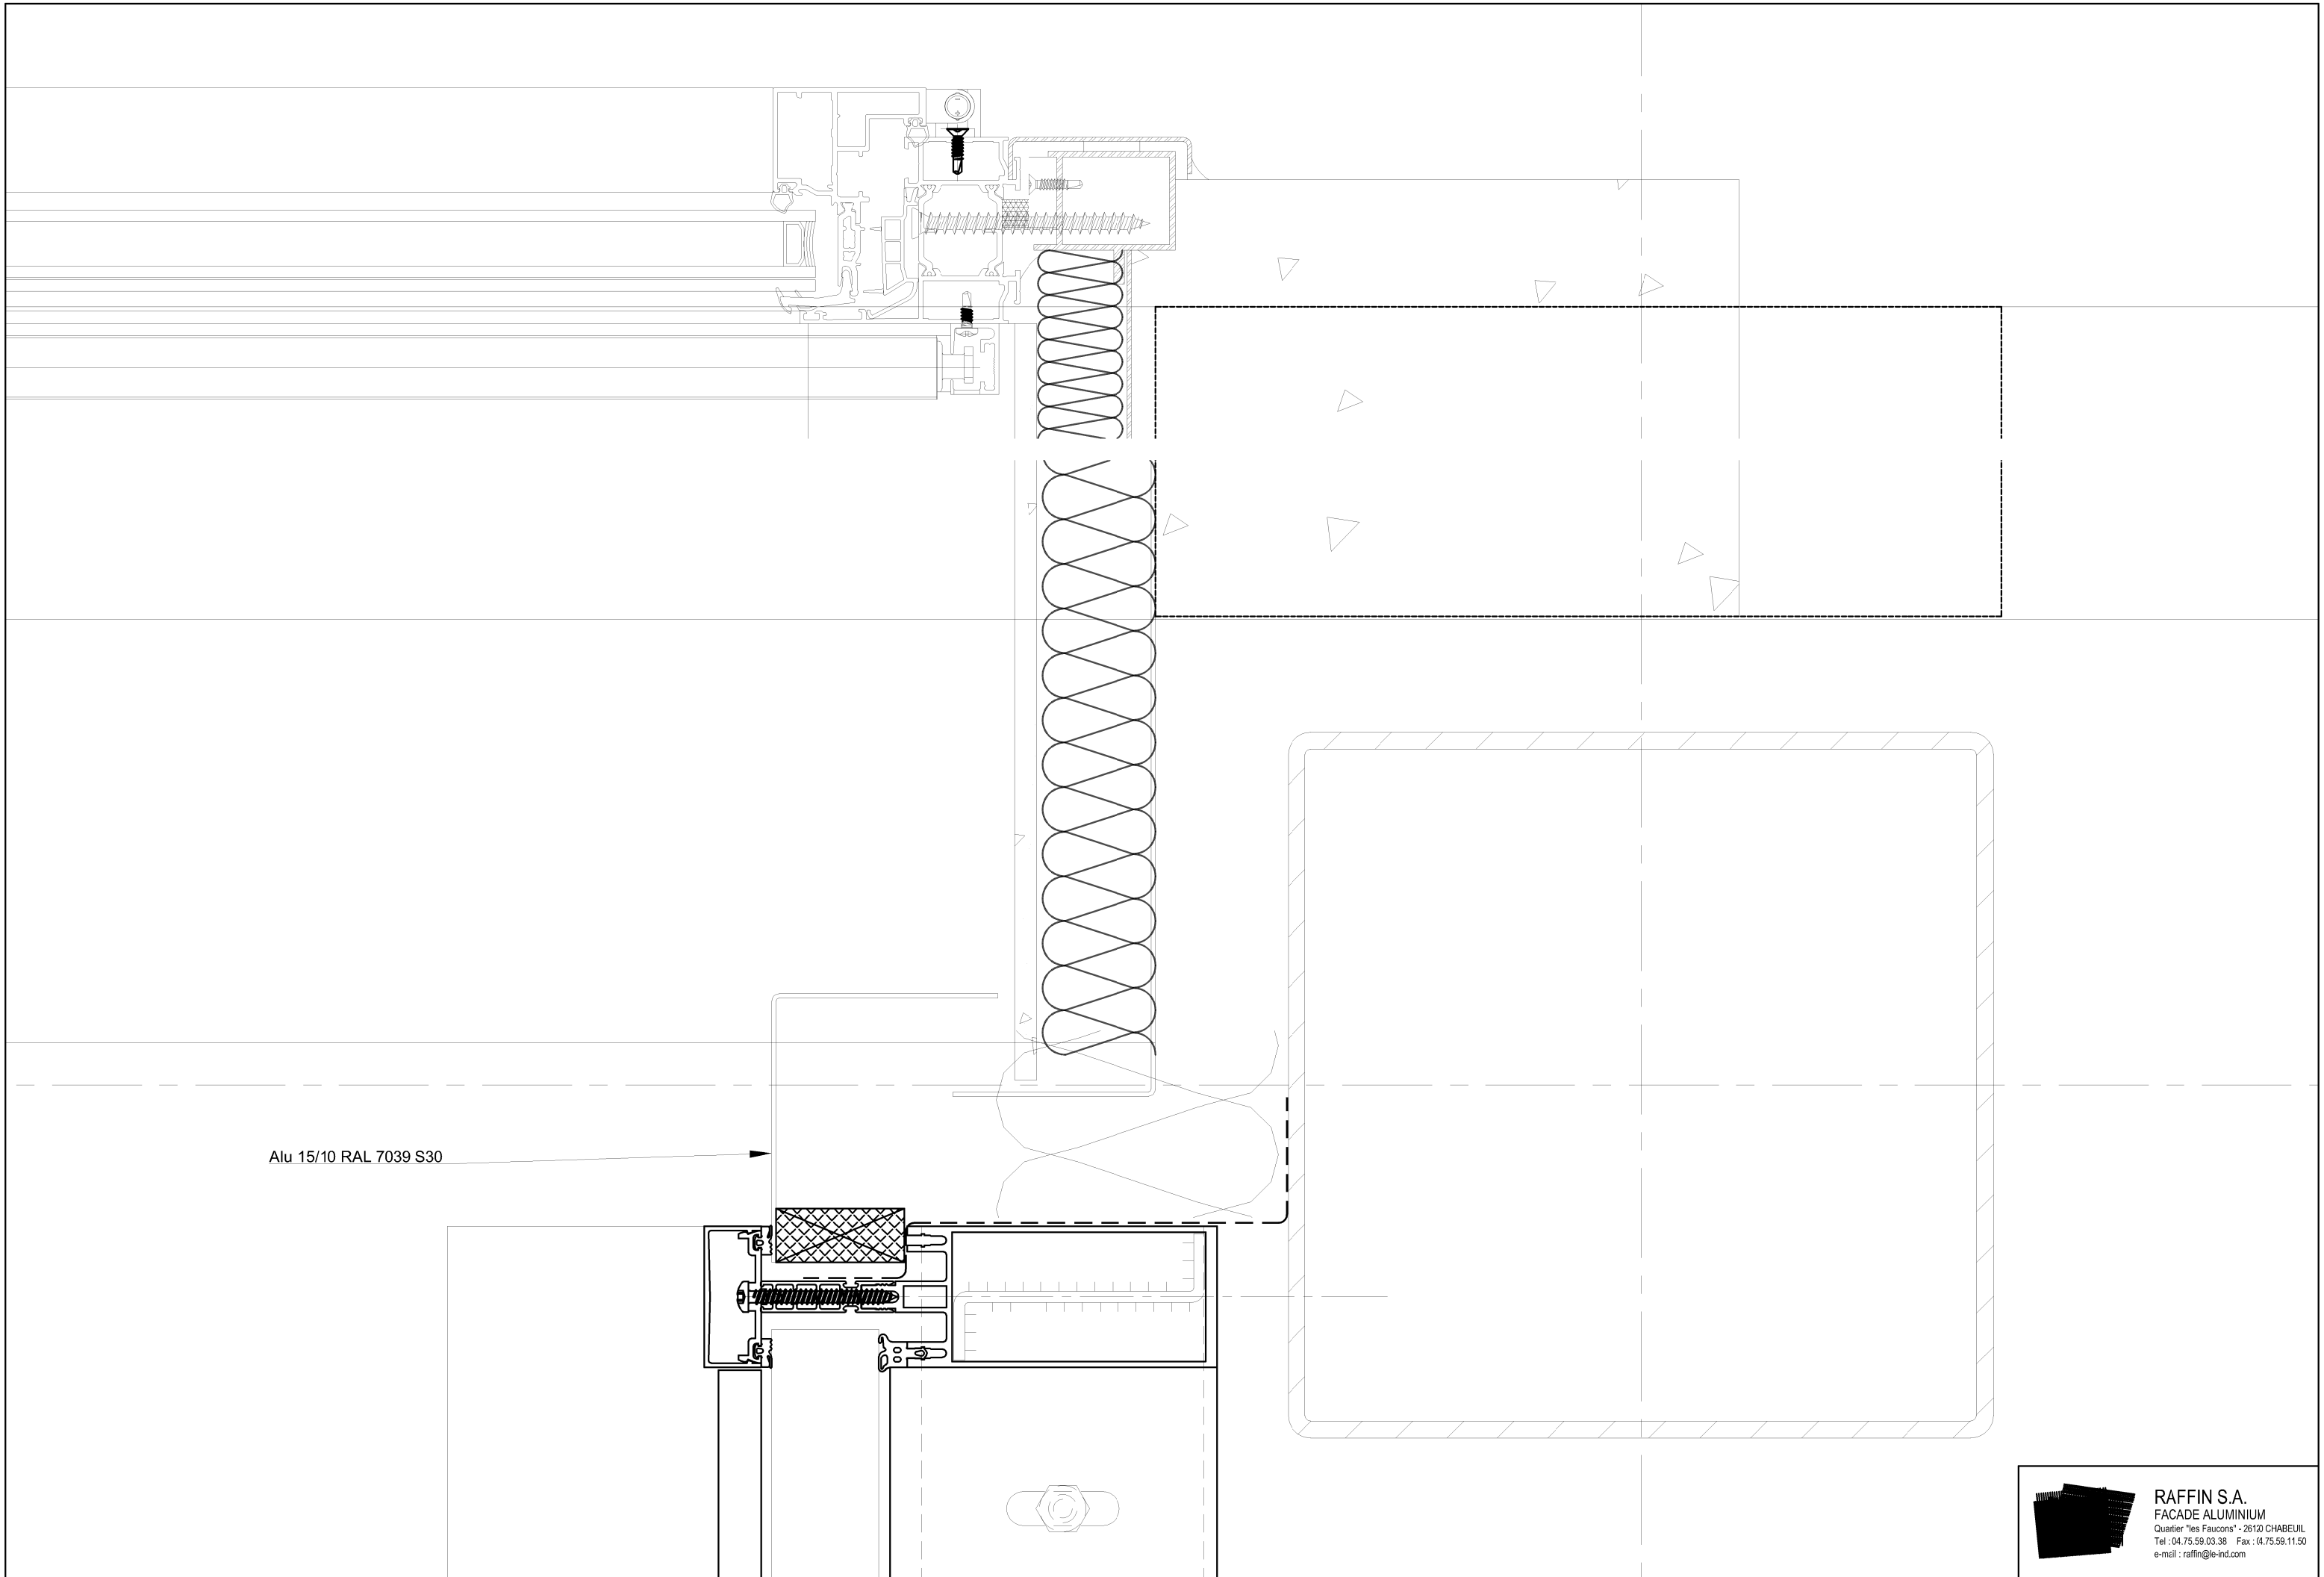 Alu 15/10 RAL 7039 S30
RAFFIN S.A.
FACADE ALUMINIUM
Quartier "les Faucons" - 26120 CHABEUIL
Tel : 04.75.59.03.38 Fax : 04.75.59.11.50
e-mail : raffin@le-ind.com